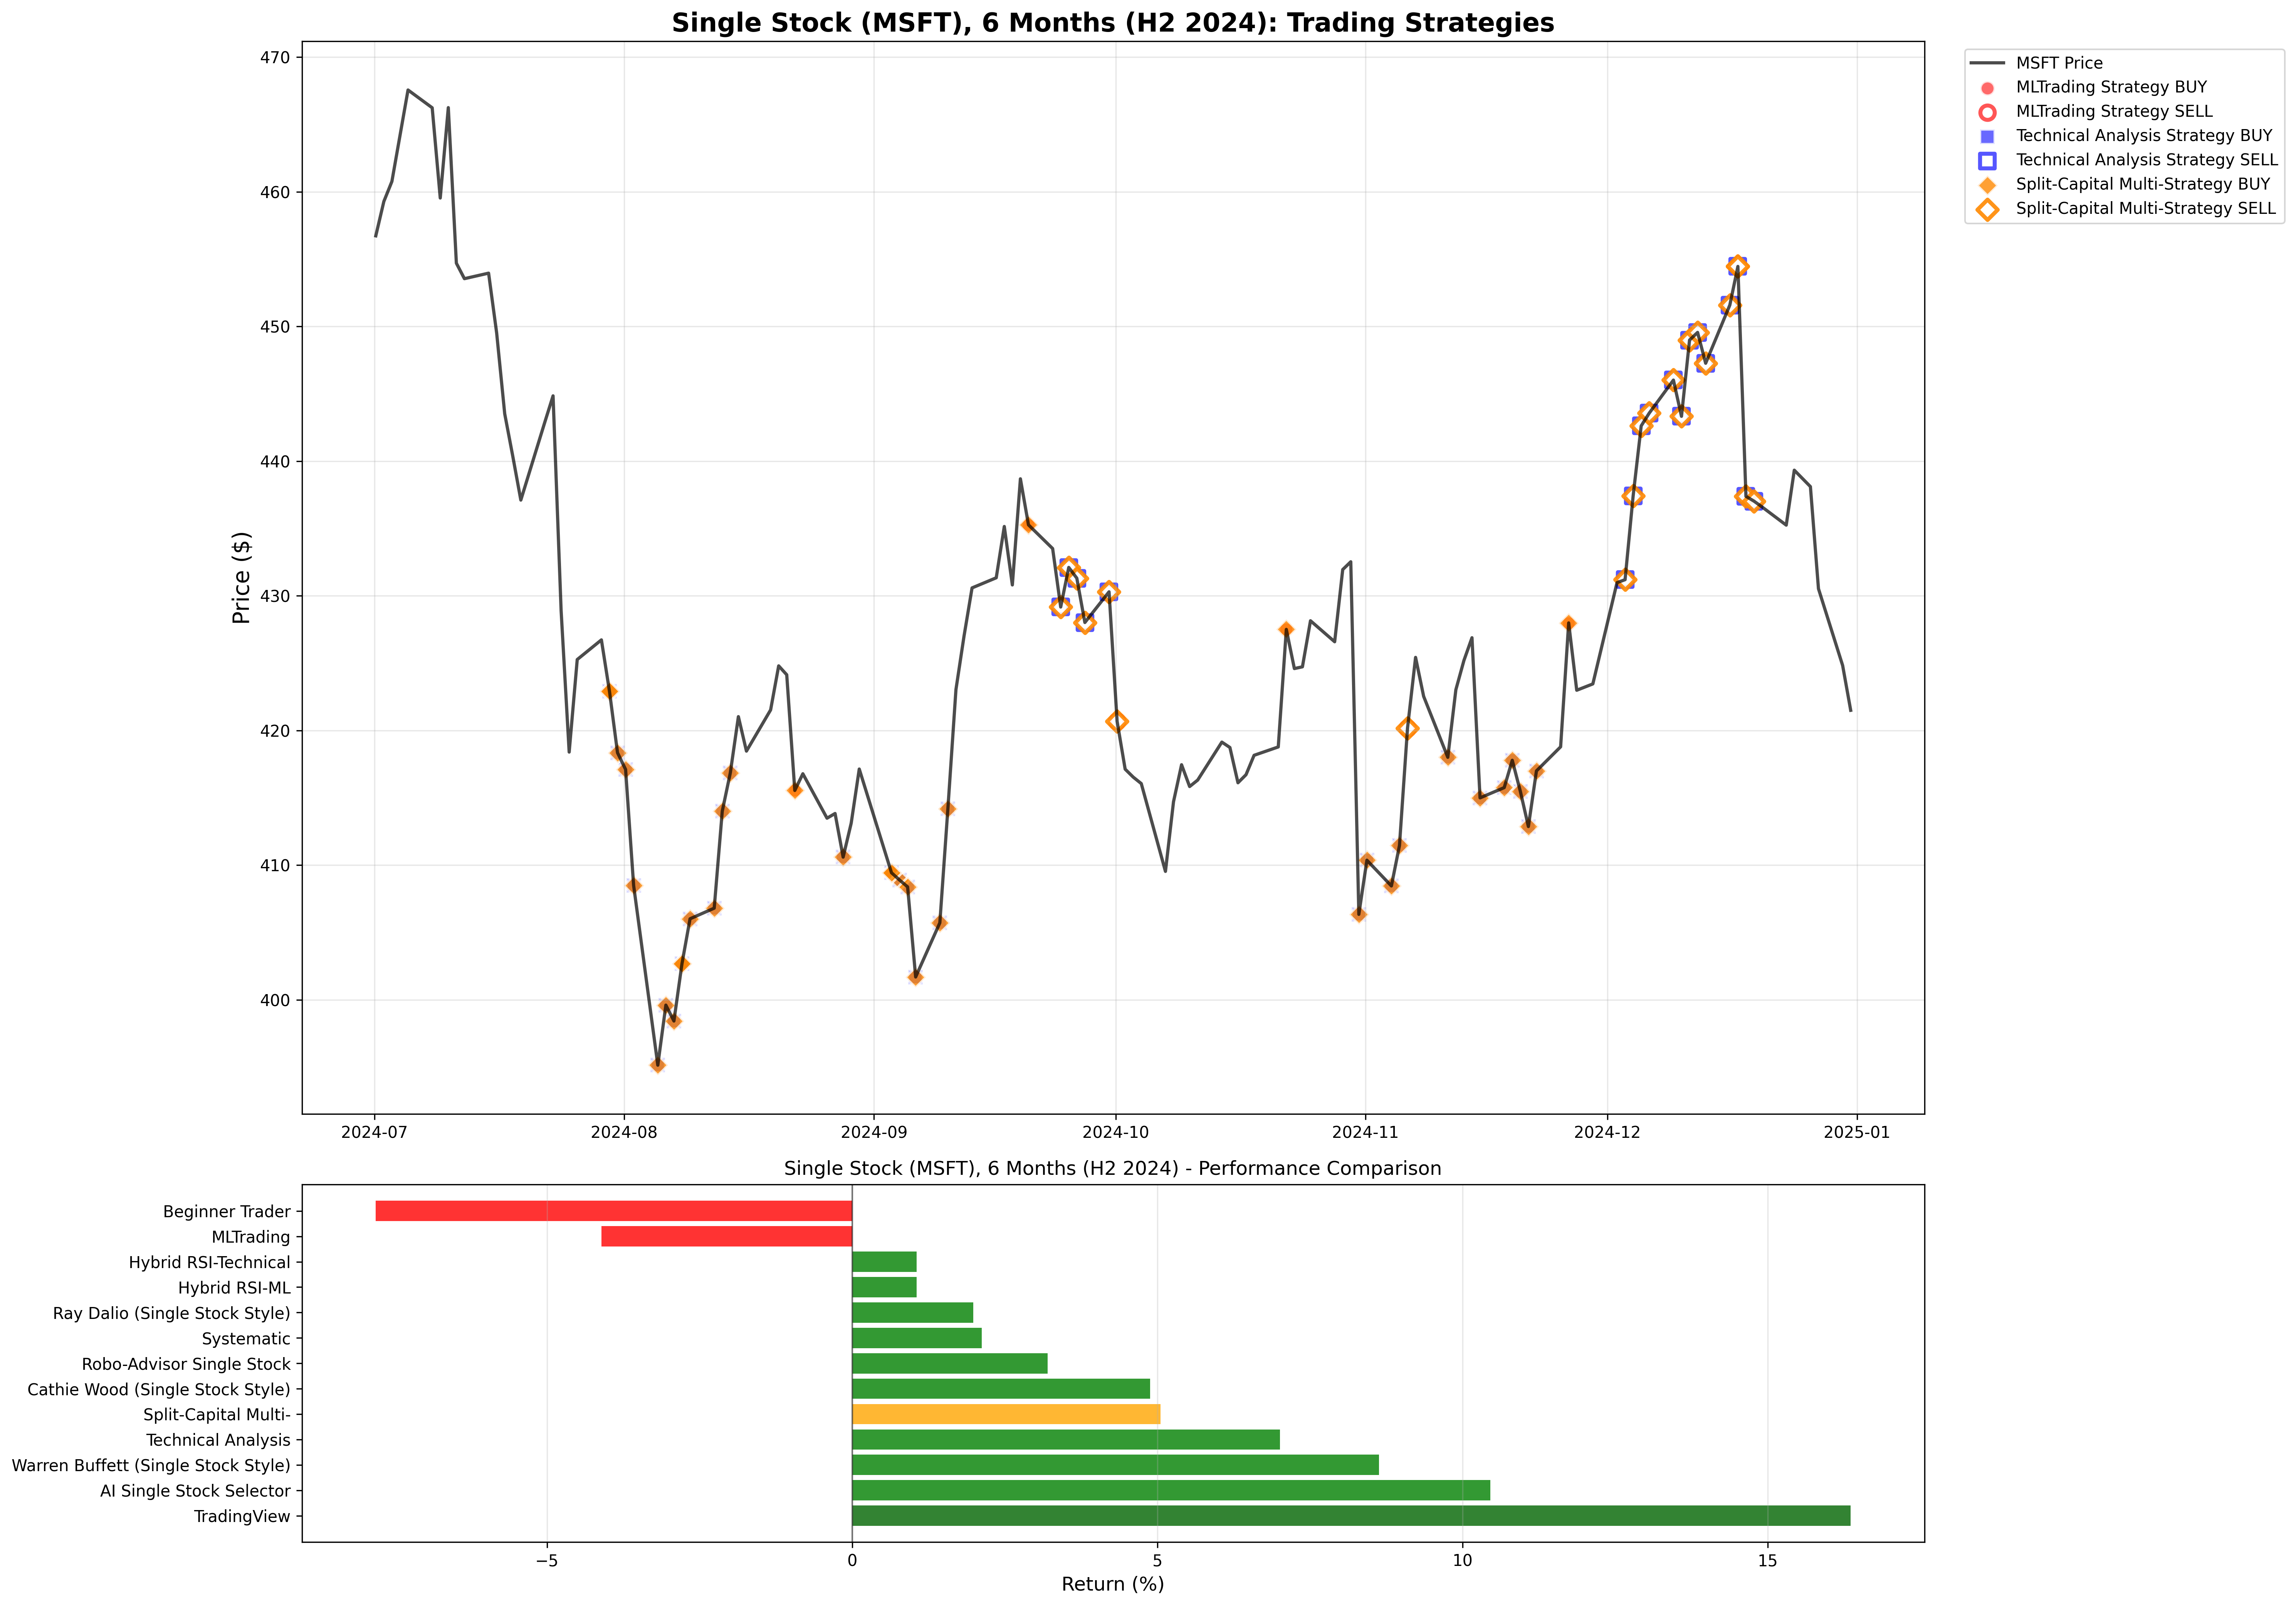 Single Stock (MSFT), 6 Months (H2 2024): Trading Strategies
470
460
450
440
430
420
410
400
Price ($)
2024-07
2024-08
2024-09
2024-10
2024-11
2024-12
2025-01
MSFT Price
MLTrading Strategy BUY
MLTrading Strategy SELL
Technical Analysis Strategy BUY
Technical Analysis Strategy SELL
Split-Capital Multi-Strategy BUY
Split-Capital Multi-Strategy SELL
Single Stock (MSFT), 6 Months (H2 2024) - Performance Comparison
Beginner Trader
MLTrading
Hybrid RSI-Technical
Hybrid RSI-ML
Ray Dalio (Single Stock Style)
Systematic
Robo-Advisor Single Stock
Cathie Wood (Single Stock Style)
Split-Capital Multi-
Technical Analysis
Warren Buffett (Single Stock Style)
AI Single Stock Selector
TradingView
−5
0
5
10
15
Return (%)